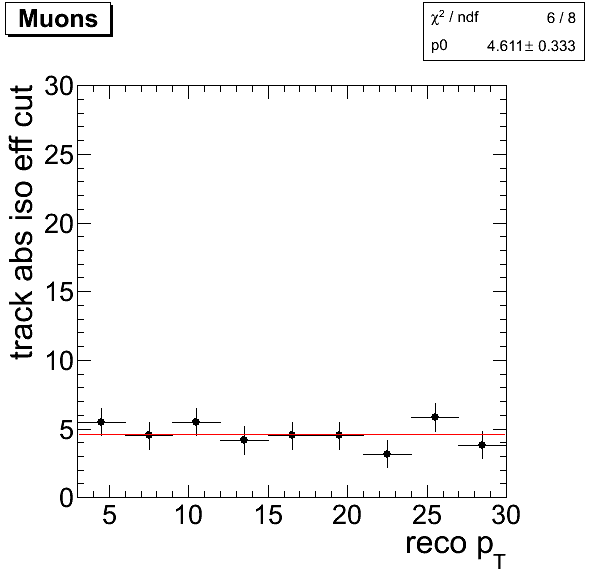 Muons
χ² / ndf 6 / 8
p0 4.611± 0.333
track abs iso eff cut
30
25
20
15
10
5
0
5 10 15 20 25 30
reco p_T